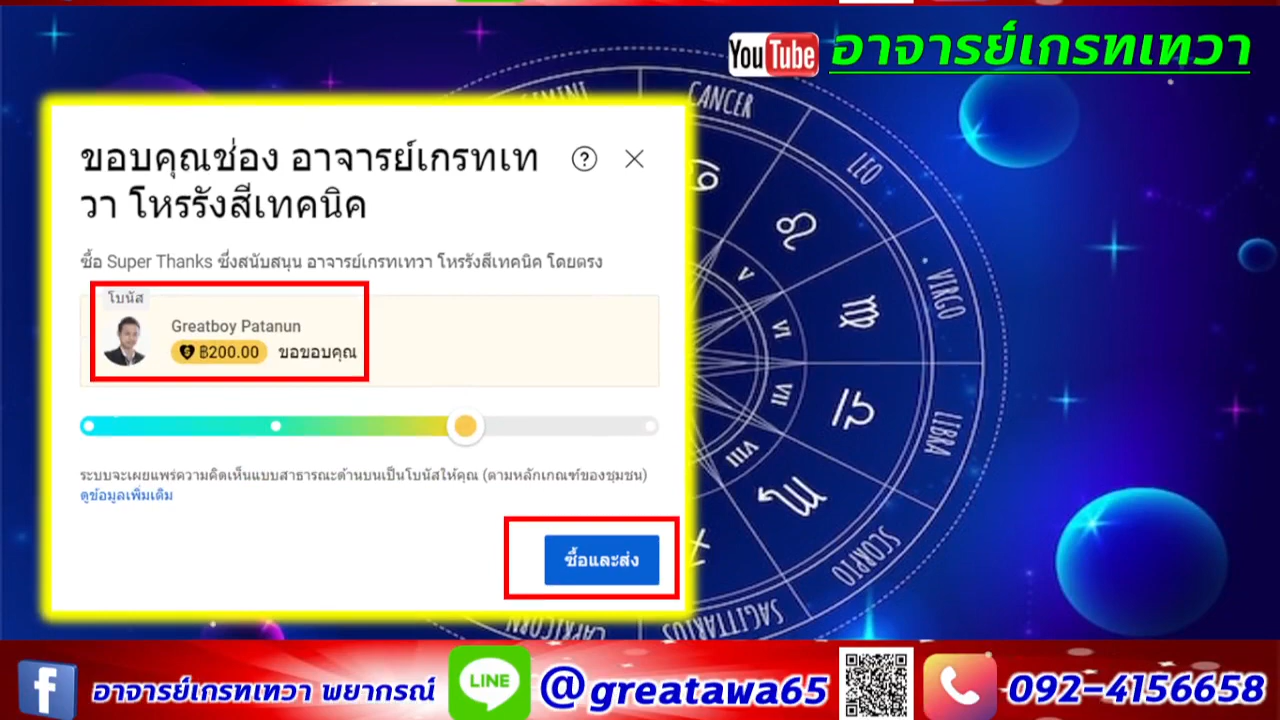 YouTube อาจารย์เกรทเทวา
GEMINI
CANCER
LEO
VIRGO
LIBRA
SCORPIO
SAGITTARIUS
CAPRICORN
V
VI
VII
VIII
ขอบคุณช่อง อาจารย์เกรทเท
วา โหรรังสีเทคนิค
ซื้อ Super Thanks ซึ่งสนับสนุน อาจารย์เกรทเทวา โหรรังสีเทคนิค โดยตรง
โบนัส
Greatboy Patanun
฿200.00 ขอขอบคุณ
ระบบจะเผยแพร่ความคิดเห็นแบบสาธารณะด้านบนเป็นโบนัสให้คุณ (ตามหลักเกณฑ์ของชุมชน)
ดูข้อมูลเพิ่มเติม
ซื้อและส่ง
f อาจารย์เกรทเทวา พยากรณ์ LINE @greatawa65 092-4156658